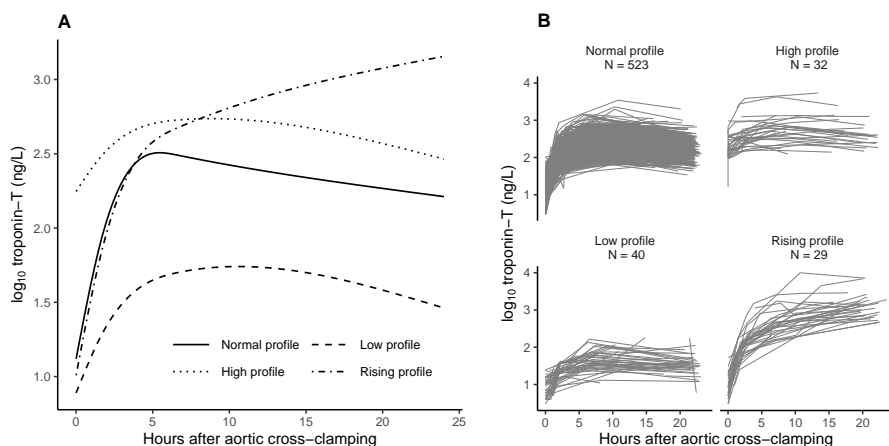 A
log10 troponin−T (ng/L)
3.0
2.5
2.0
1.5
1.0
Normal profile
Low profile
High profile
Rising profile
0
5
10
15
20
25
Hours after aortic cross−clamping
B
Normal profile
N = 523
High profile
N = 32
log10 troponin−T (ng/L)
4
3
2
1
Low profile
N = 40
Rising profile
N = 29
4
3
2
1
0
5
10
15
20
0
5
10
15
20
Hours after aortic cross−clamping